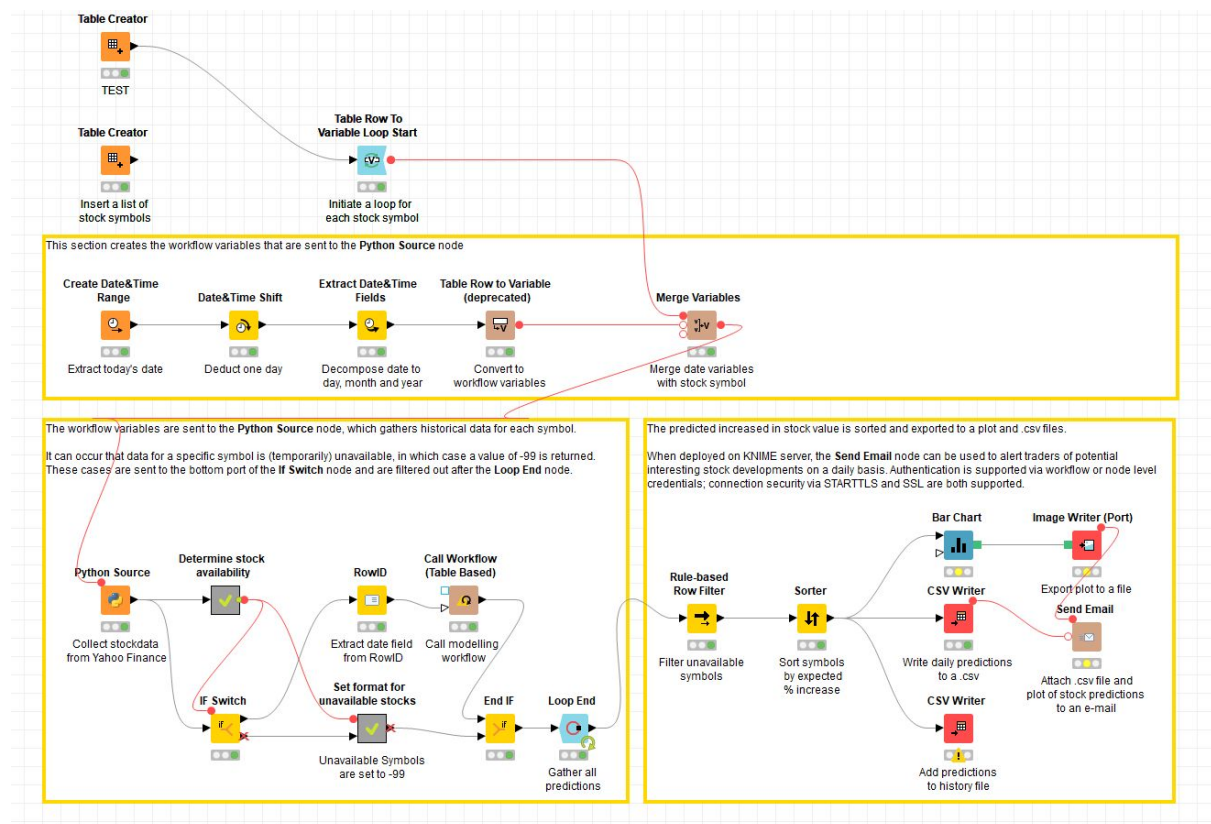 Table Creator
TEST
Table Creator
Insert a list of
stock symbols
Table Row To
Variable Loop Start
Initiate a loop for
each stock symbol
This section creates the workflow variables that are sent to the Python Source node
Create Date&Time
Range
Extract today's date
Date&Time Shift
Deduct one day
Extract Date&Time
Fields
Decompose date to
day, month and year
Table Row to Variable
(deprecated)
Convert to
workflow variables
Merge Variables
Merge date variables
with stock symbol
The workflow variables are sent to the Python Source node, which gathers historical data for each symbol.
It can occur that data for a specific symbol is (temporarily) unavailable, in which case a value of -99 is returned.
These cases are sent to the bottom port of the If Switch node and are filtered out after the Loop End node.
Python Source
Collect stockdata
from Yahoo Finance
Determine stock
availability
RowID
Extract date field
from RowID
Call Workflow
(Table Based)
Call modelling
workflow
IF Switch
Set format for
unavailable stocks
Unavailable Symbols
are set to -99
End IF
Loop End
Gather all
predictions
The predicted increased in stock value is sorted and exported to a plot and .csv files.
When deployed on KNIME server, the Send Email node can be used to alert traders of potential
interesting stock developments on a daily basis. Authentication is supported via workflow or node level
credentials; connection security via STARTTLS and SSL are both supported.
Rule-based
Row Filter
Filter unavailable
symbols
Sorter
Sort symbols
by expected
% increase
Bar Chart
Image Writer (Port)
Export plot to a file
CSV Writer
Write daily predictions
to a .csv
Send Email
Attach .csv file and
plot of stock predictions
to an e-mail
CSV Writer
Add predictions
to history file